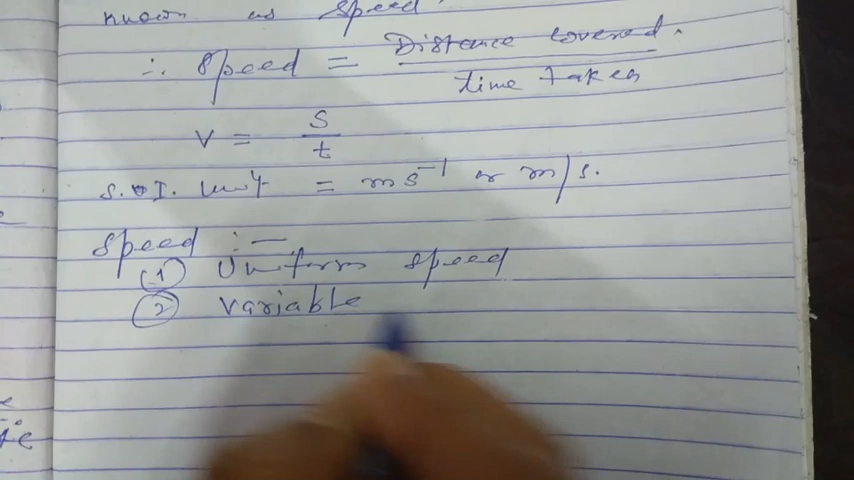 known as speed.
∴ Speed = Distance covered. / time taken
V = S / t
S.I. unit = ms⁻¹ or m/s.
speed :—
(1) Uniform speed
(2) variable